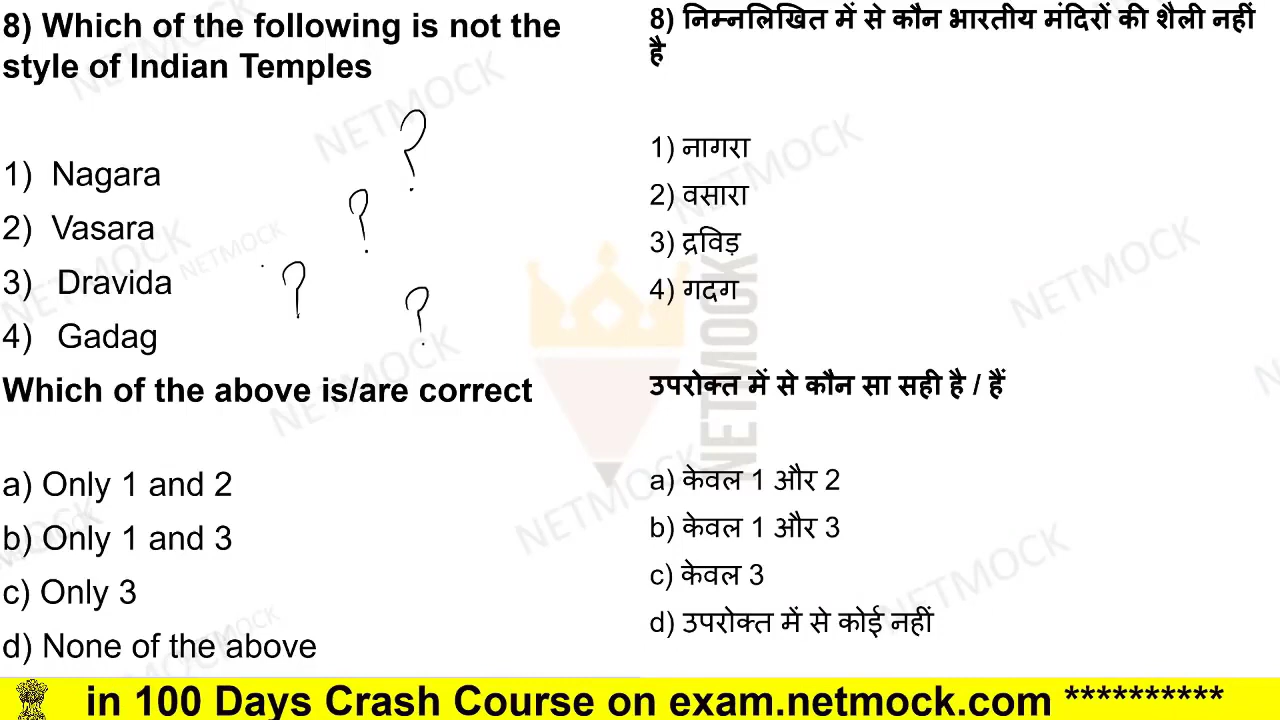 8) Which of the following is not the
style of Indian Temples
1) Nagara
2) Vasara
3) Dravida
4) Gadag
Which of the above is/are correct
a) Only 1 and 2
b) Only 1 and 3
c) Only 3
d) None of the above
8) निम्नलिखित में से कौन भारतीय मंदिरों की शैली नहीं
है
1) नागरा
2) वसारा
3) द्रविड़
4) गदग
उपरोक्त में से कौन सा सही है / हैं
a) केवल 1 और 2
b) केवल 1 और 3
c) केवल 3
d) उपरोक्त में से कोई नहीं
?
?
?
?
NETMOCK
in 100 Days Crash Course on exam.netmock.com **********